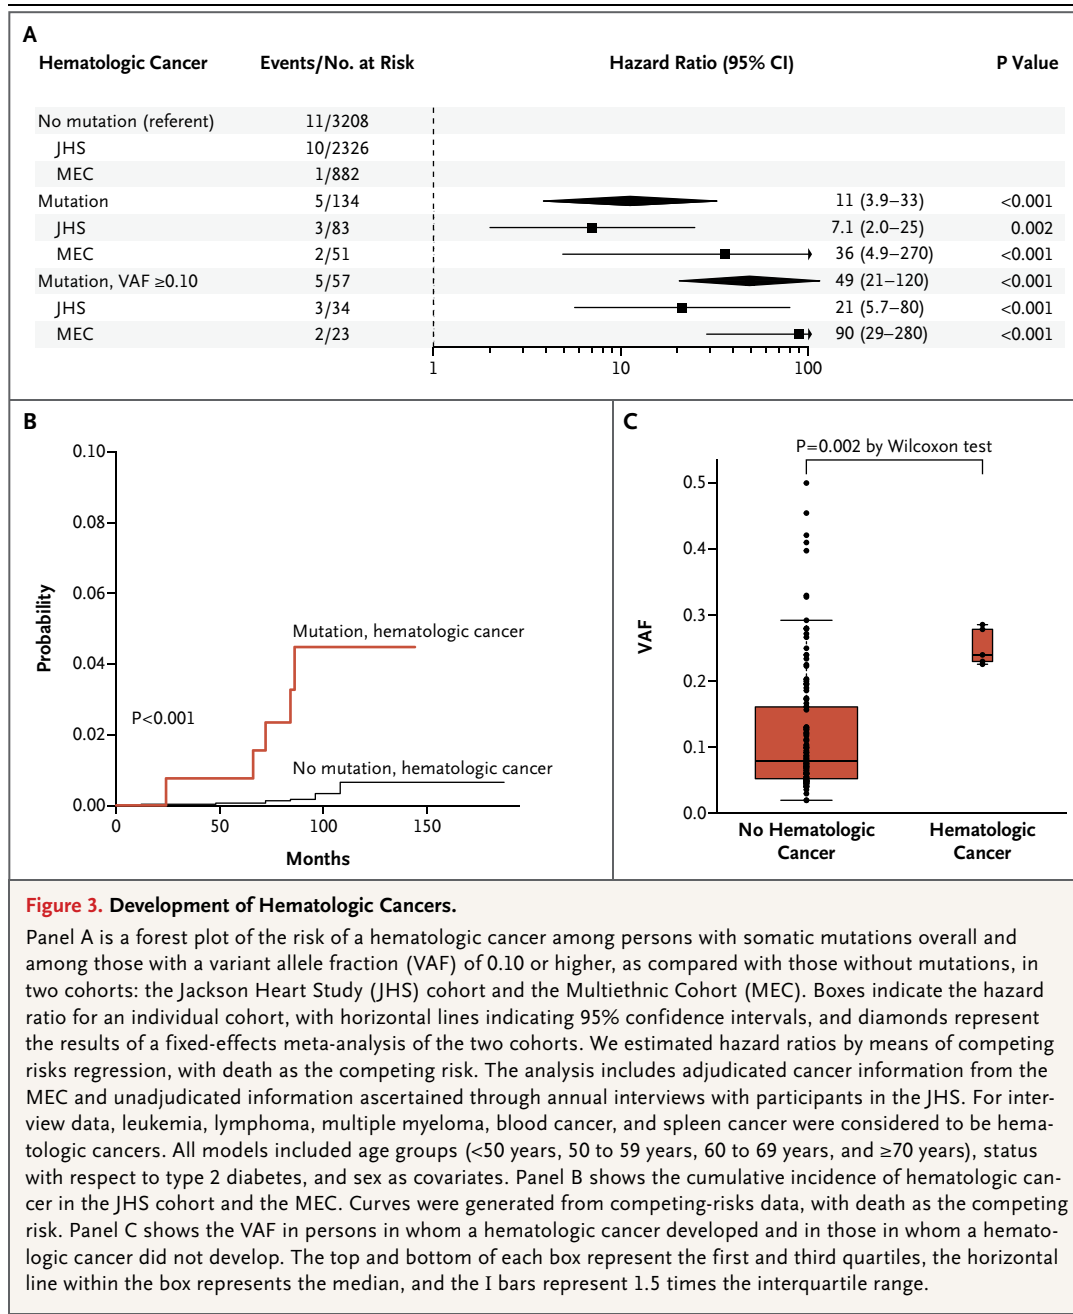 A
Hematologic Cancer Events/No. at Risk Hazard Ratio (95% CI) P Value
No mutation (referent) 11/3208
JHS 10/2326
MEC 1/882
Mutation 5/134 11 (3.9–33) <0.001
JHS 3/83 7.1 (2.0–25) 0.002
MEC 2/51 36 (4.9–270) <0.001
Mutation, VAF ≥0.10 5/57 49 (21–120) <0.001
JHS 3/34 21 (5.7–80) <0.001
MEC 2/23 90 (29–280) <0.001
1 10 100
B
0.10
0.08
0.06
0.04
0.02
0.00
Probability
Mutation, hematologic cancer
P<0.001
No mutation, hematologic cancer
0 50 100 150
Months
C
P=0.002 by Wilcoxon test
0.5
0.4
0.3
0.2
0.1
0.0
VAF
No Hematologic
Cancer
Hematologic
Cancer
Figure 3. Development of Hematologic Cancers.
Panel A is a forest plot of the risk of a hematologic cancer among persons with somatic mutations overall and
among those with a variant allele fraction (VAF) of 0.10 or higher, as compared with those without mutations, in
two cohorts: the Jackson Heart Study (JHS) cohort and the Multiethnic Cohort (MEC). Boxes indicate the hazard
ratio for an individual cohort, with horizontal lines indicating 95% confidence intervals, and diamonds represent
the results of a fixed-effects meta-analysis of the two cohorts. We estimated hazard ratios by means of competing
risks regression, with death as the competing risk. The analysis includes adjudicated cancer information from the
MEC and unadjudicated information ascertained through annual interviews with participants in the JHS. For inter-
view data, leukemia, lymphoma, multiple myeloma, blood cancer, and spleen cancer were considered to be hema-
tologic cancers. All models included age groups (<50 years, 50 to 59 years, 60 to 69 years, and ≥70 years), status
with respect to type 2 diabetes, and sex as covariates. Panel B shows the cumulative incidence of hematologic can-
cer in the JHS cohort and the MEC. Curves were generated from competing-risks data, with death as the competing
risk. Panel C shows the VAF in persons in whom a hematologic cancer developed and in those in whom a hemato-
logic cancer did not develop. The top and bottom of each box represent the first and third quartiles, the horizontal
line within the box represents the median, and the I bars represent 1.5 times the interquartile range.